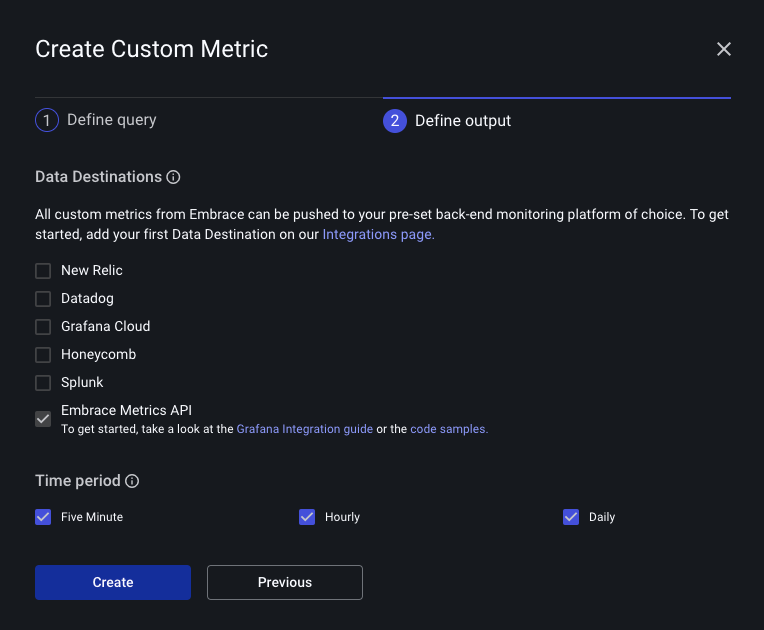 Create Custom Metric
1 Define query
2 Define output
Data Destinations
All custom metrics from Embrace can be pushed to your pre-set back-end monitoring platform of choice. To get
started, add your first Data Destination on our Integrations page.
New Relic
Datadog
Grafana Cloud
Honeycomb
Splunk
Embrace Metrics API
To get started, take a look at the Grafana Integration guide or the code samples.
Time period
Five Minute
Hourly
Daily
Create
Previous